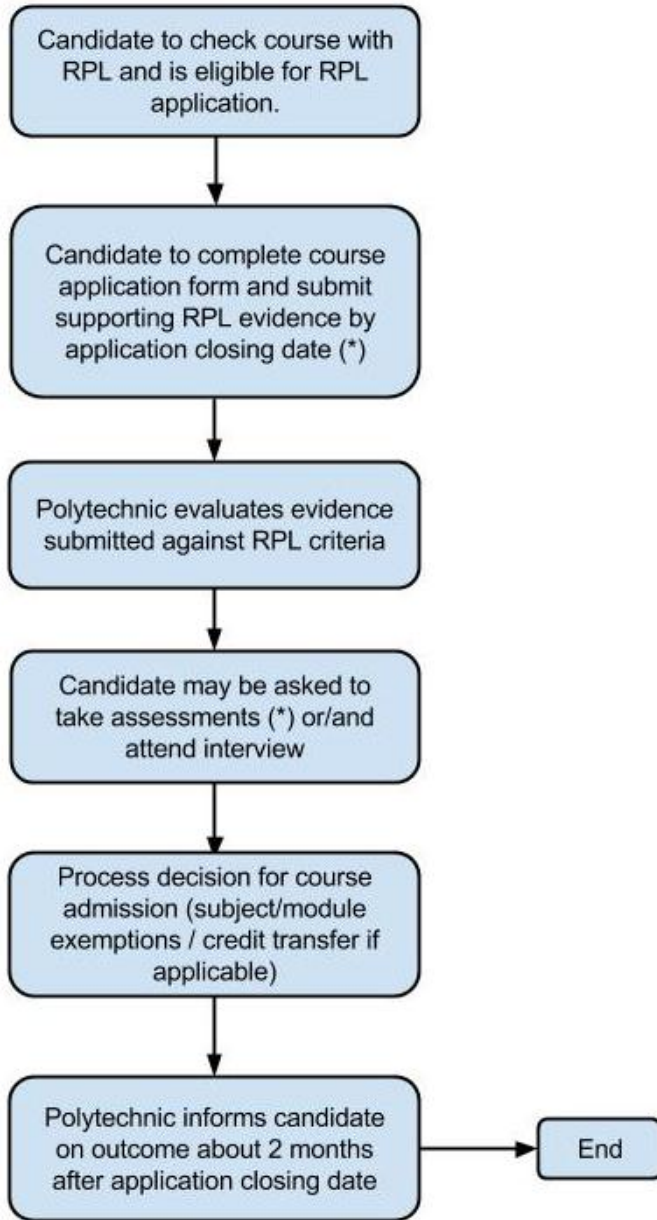 Candidate to check course with
RPL and is eligible for RPL
application.
Candidate to complete course
application form and submit
supporting RPL evidence by
application closing date (*)
Polytechnic evaluates evidence
submitted against RPL criteria
Candidate may be asked to
take assessments (*) or/and
attend interview
Process decision for course
admission (subject/module
exemptions / credit transfer if
applicable)
Polytechnic informs candidate
on outcome about 2 months
after application closing date
End